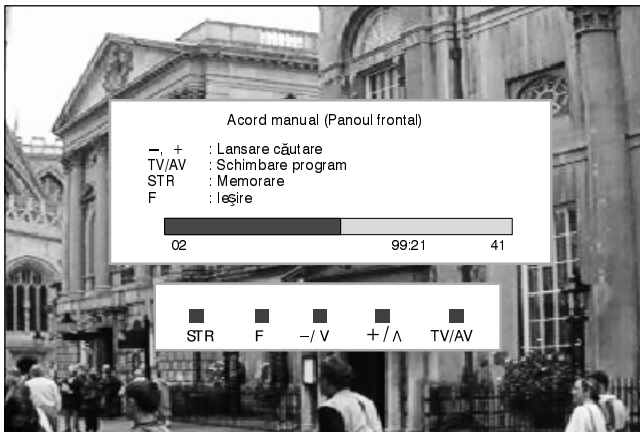 Acord manual (Panoul frontal)
−, + : Lansare căutare
TV/AV : Schimbare program
STR : Memorare
F : Ieşire
02 99:21 41
STR F −/∨ +/∧ TV/AV